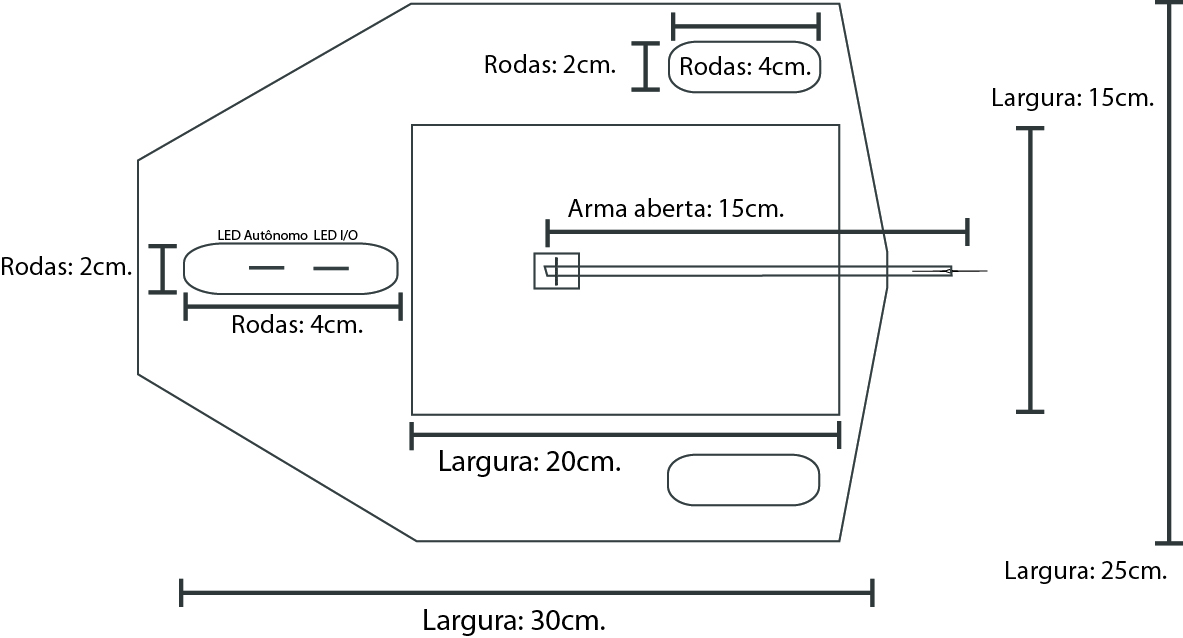 Rodas: 2cm.
Rodas: 4cm.
Largura: 15cm.
Arma aberta: 15cm.
LED Autônomo LED I/O
Rodas: 2cm.
Rodas: 4cm.
Largura: 20cm.
Largura: 25cm.
Largura: 30cm.